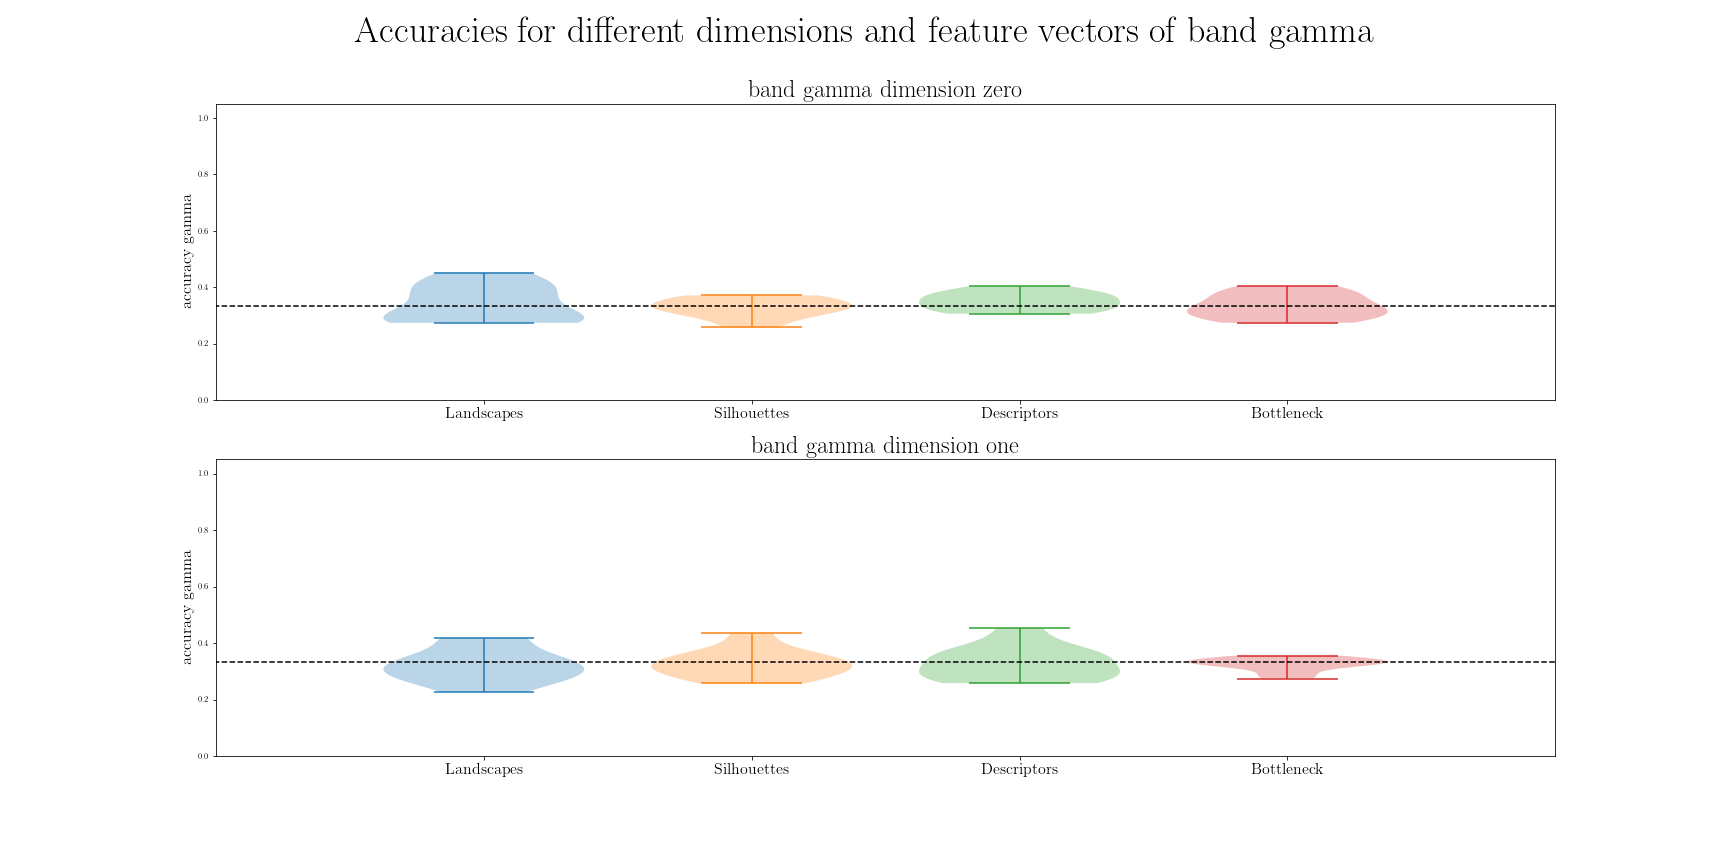 Accuracies for different dimensions and feature vectors of band gamma
band gamma dimension zero
accuracy gamma
1.0
0.8
0.6
0.4
0.2
0.0
Landscapes Silhouettes Descriptors Bottleneck
band gamma dimension one
accuracy gamma
1.0
0.8
0.6
0.4
0.2
0.0
Landscapes Silhouettes Descriptors Bottleneck